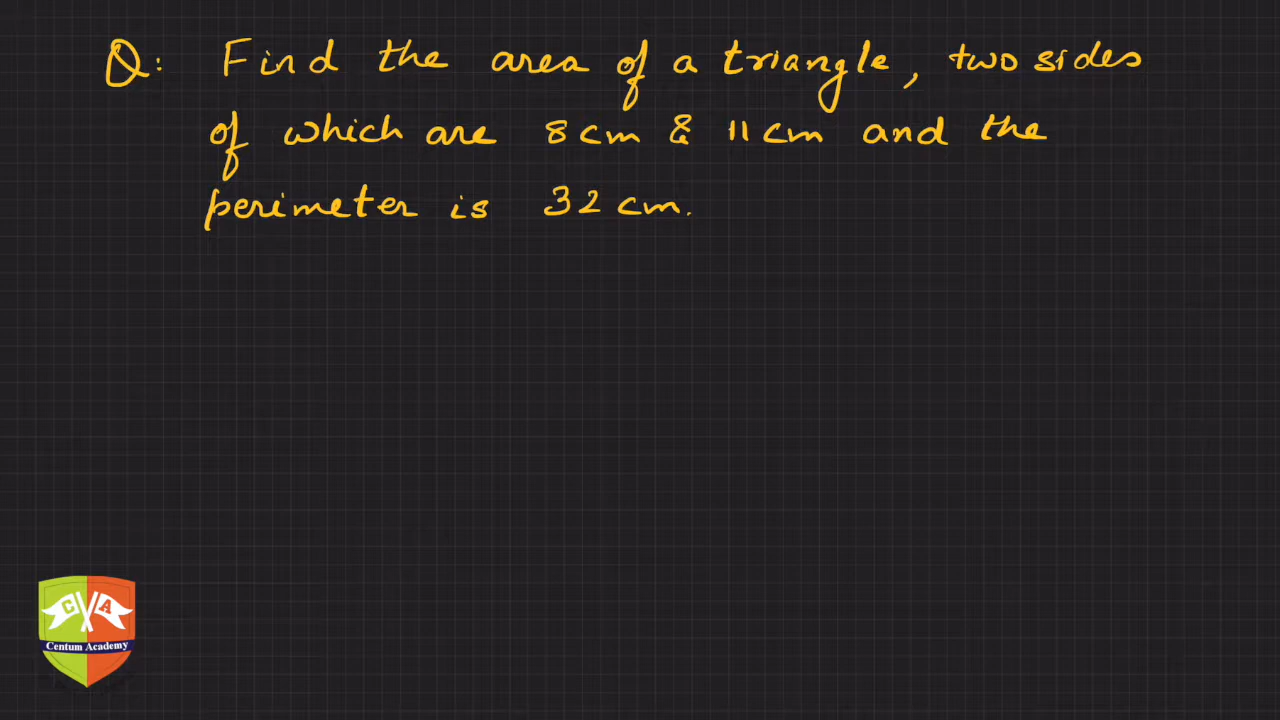 Q: Find the area of a triangle, two sides
of which are 8 cm & 11 cm and the
perimeter is 32 cm.
C A
Centum Academy